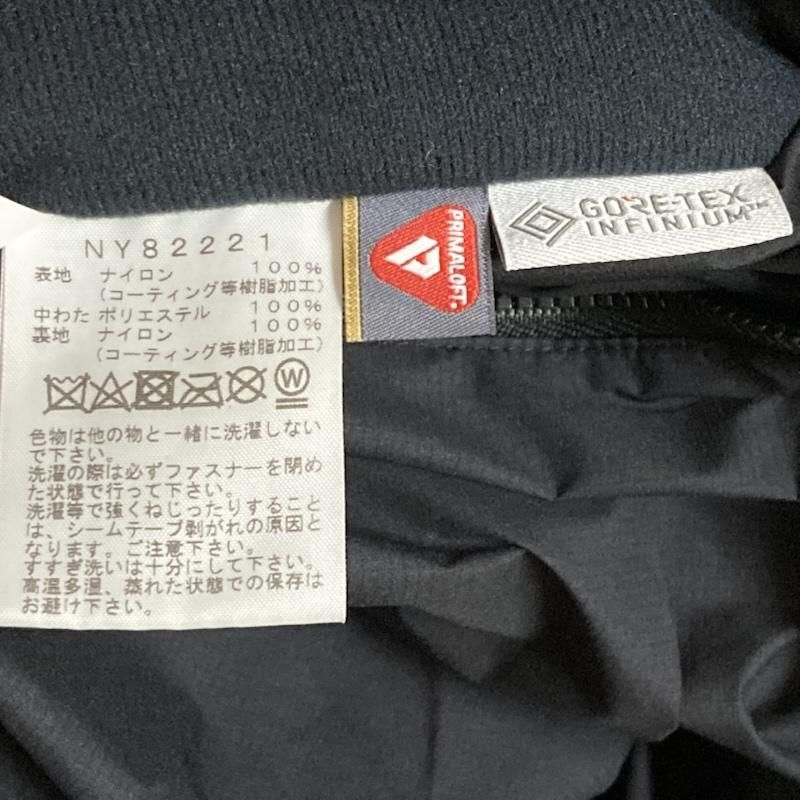 NY82221
表地 ナイロン 100%
(コーティング等樹脂加工)
中わた ポリエステル 100%
裏地 ナイロン 100%
(コーティング等樹脂加工)
W
色物は他の物と一緒に洗濯しない
で下さい。
洗濯の際は必ずファスナーを閉め
た状態で行って下さい。
洗濯等で強くねじったりすること
は、シームテープ剥がれの原因と
なります。ご注意下さい。
すすぎ洗いは十分にして下さい。
高温多湿、蒸れた状態での保存は
お避け下さい。
PRIMALOFT®
GORE-TEX
INFINIUM™